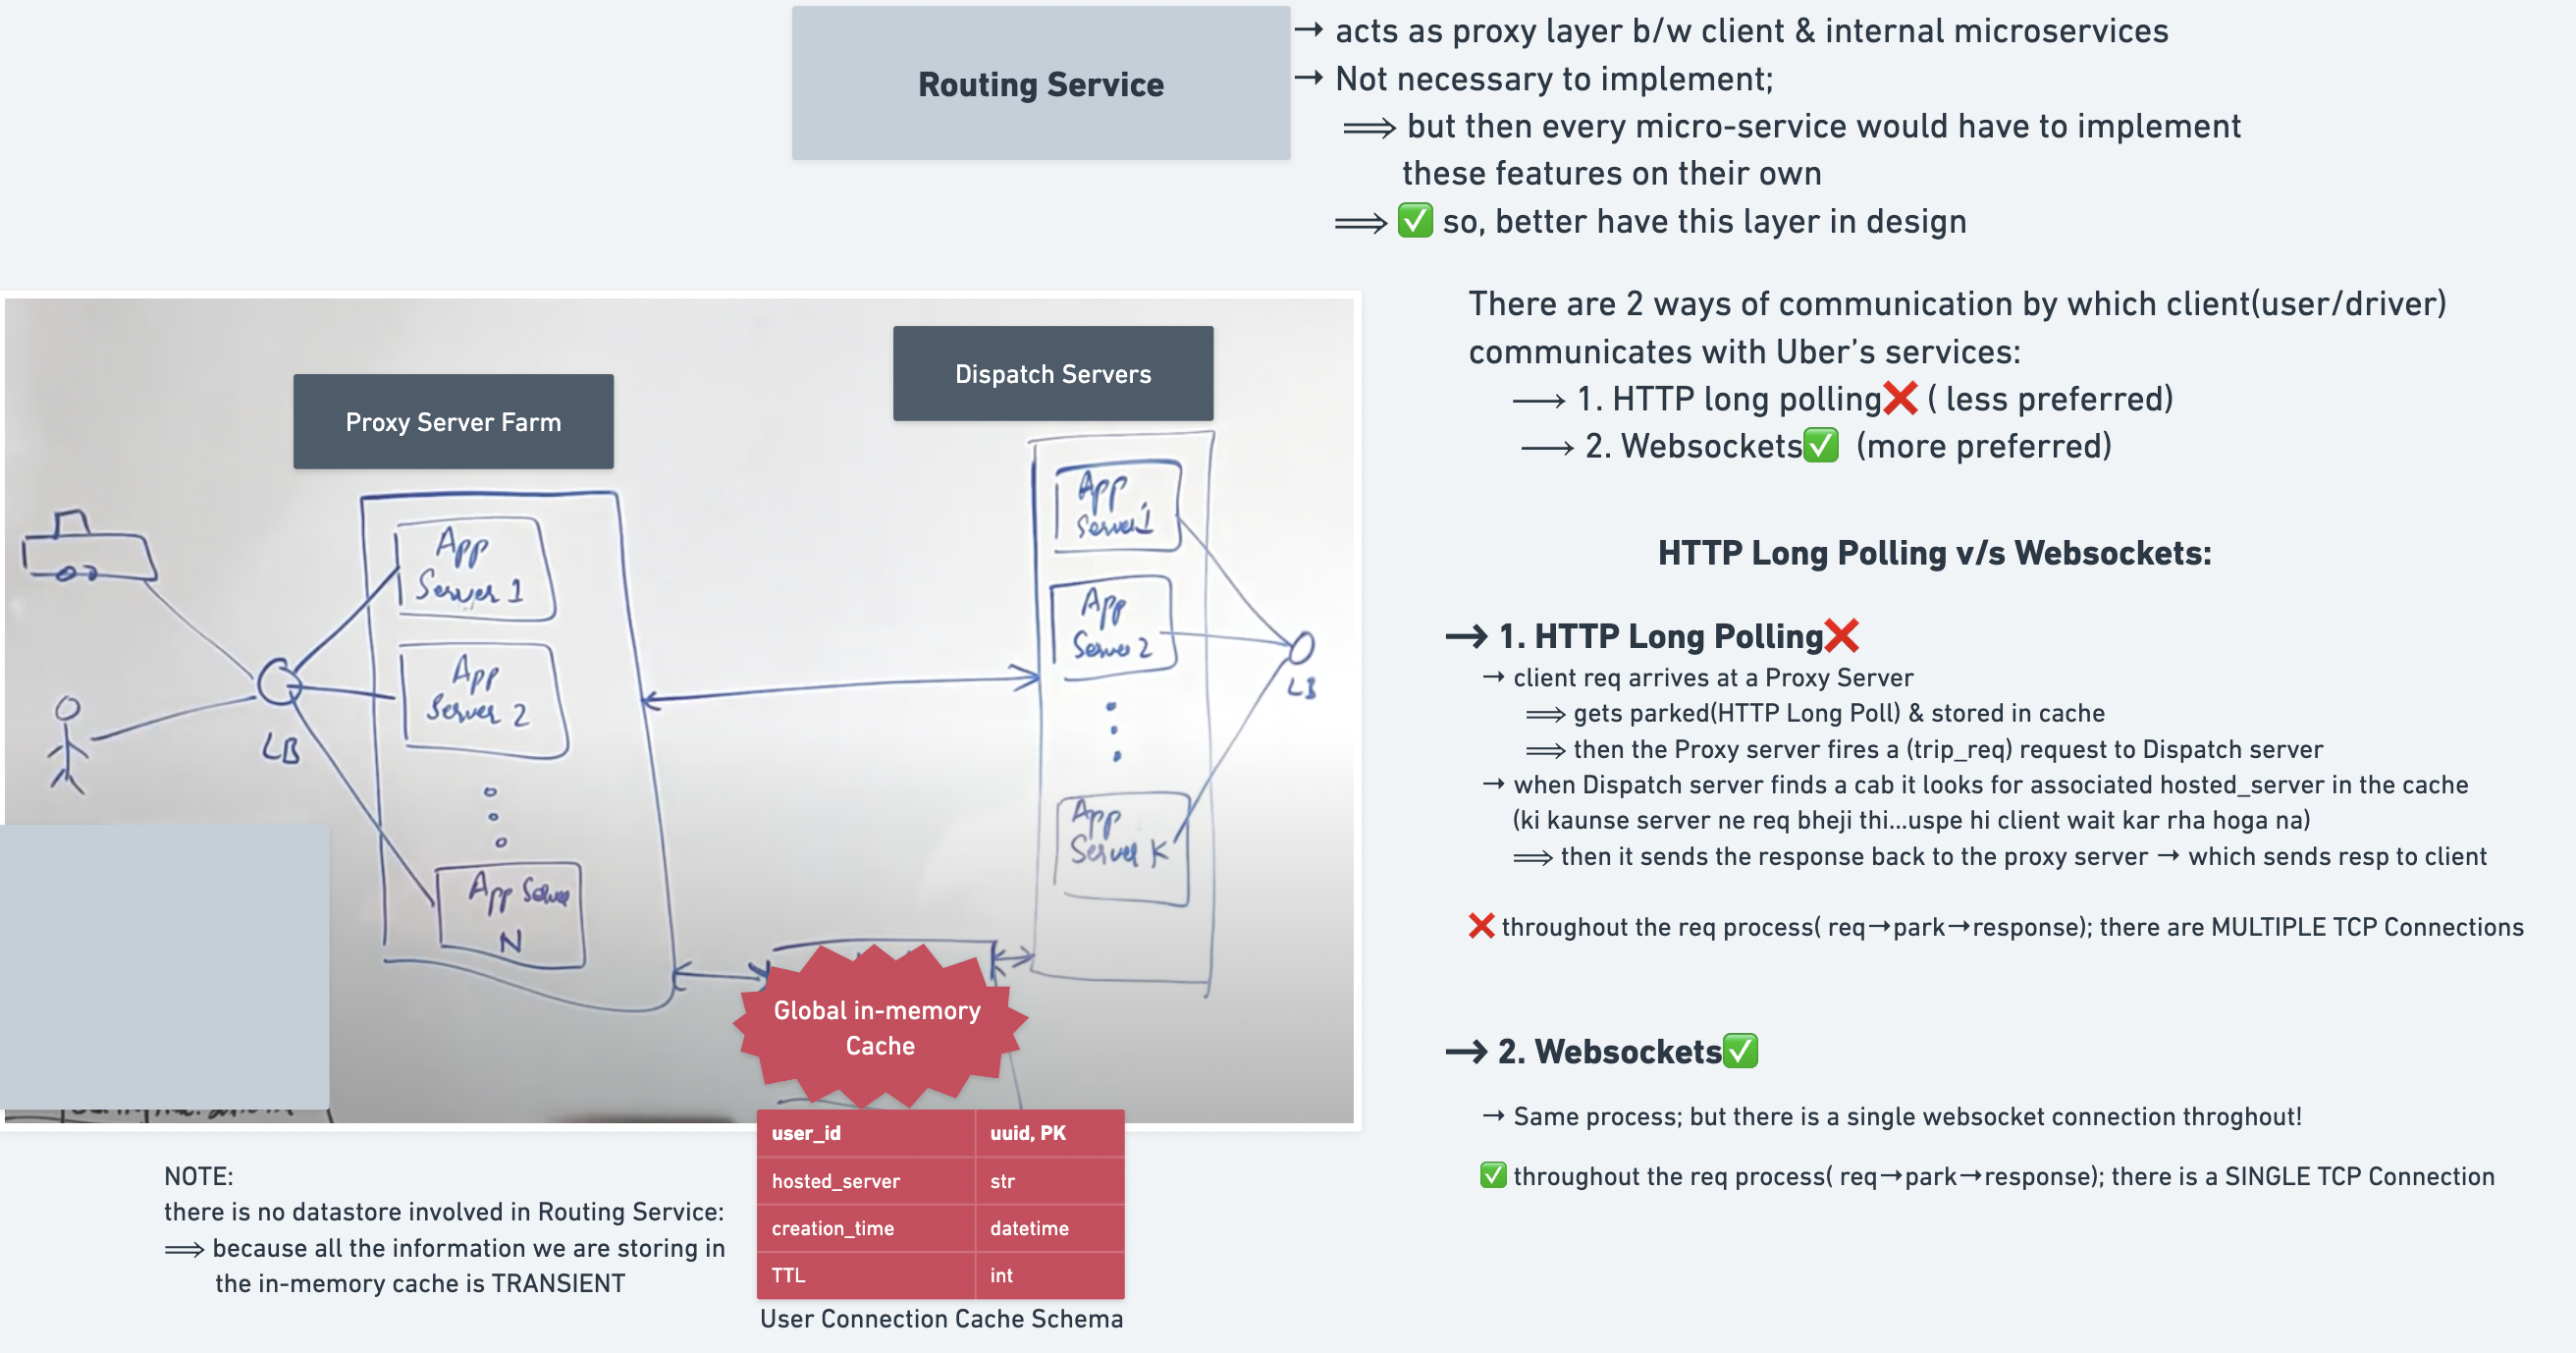 Routing Service
→ acts as proxy layer b/w client & internal microservices
→ Not necessary to implement;
⟹ but then every micro-service would have to implement
these features on their own
⟹ ✅ so, better have this layer in design
Proxy Server Farm
Dispatch Servers
App
Server 1
App
Server 2
App Server
N
LB
App
Server 1
App
Server 2
App
Server K
LB
Global in-memory
Cache
user_id uuid, PK
hosted_server str
creation_time datetime
TTL int
User Connection Cache Schema
NOTE:
there is no datastore involved in Routing Service:
⟹ because all the information we are storing in
the in-memory cache is TRANSIENT
There are 2 ways of communication by which client(user/driver)
communicates with Uber’s services:
⟶ 1. HTTP long polling❌ ( less preferred)
⟶ 2. Websockets✅ (more preferred)
HTTP Long Polling v/s Websockets:
→ 1. HTTP Long Polling❌
→ client req arrives at a Proxy Server
⟹ gets parked(HTTP Long Poll) & stored in cache
⟹ then the Proxy server fires a (trip_req) request to Dispatch server
→ when Dispatch server finds a cab it looks for associated hosted_server in the cache
(ki kaunse server ne req bheji thi...uspe hi client wait kar rha hoga na)
⟹ then it sends the response back to the proxy server → which sends resp to client
❌ throughout the req process( req→park→response); there are MULTIPLE TCP Connections
→ 2. Websockets✅
→ Same process; but there is a single websocket connection throghout!
✅ throughout the req process( req→park→response); there is a SINGLE TCP Connection